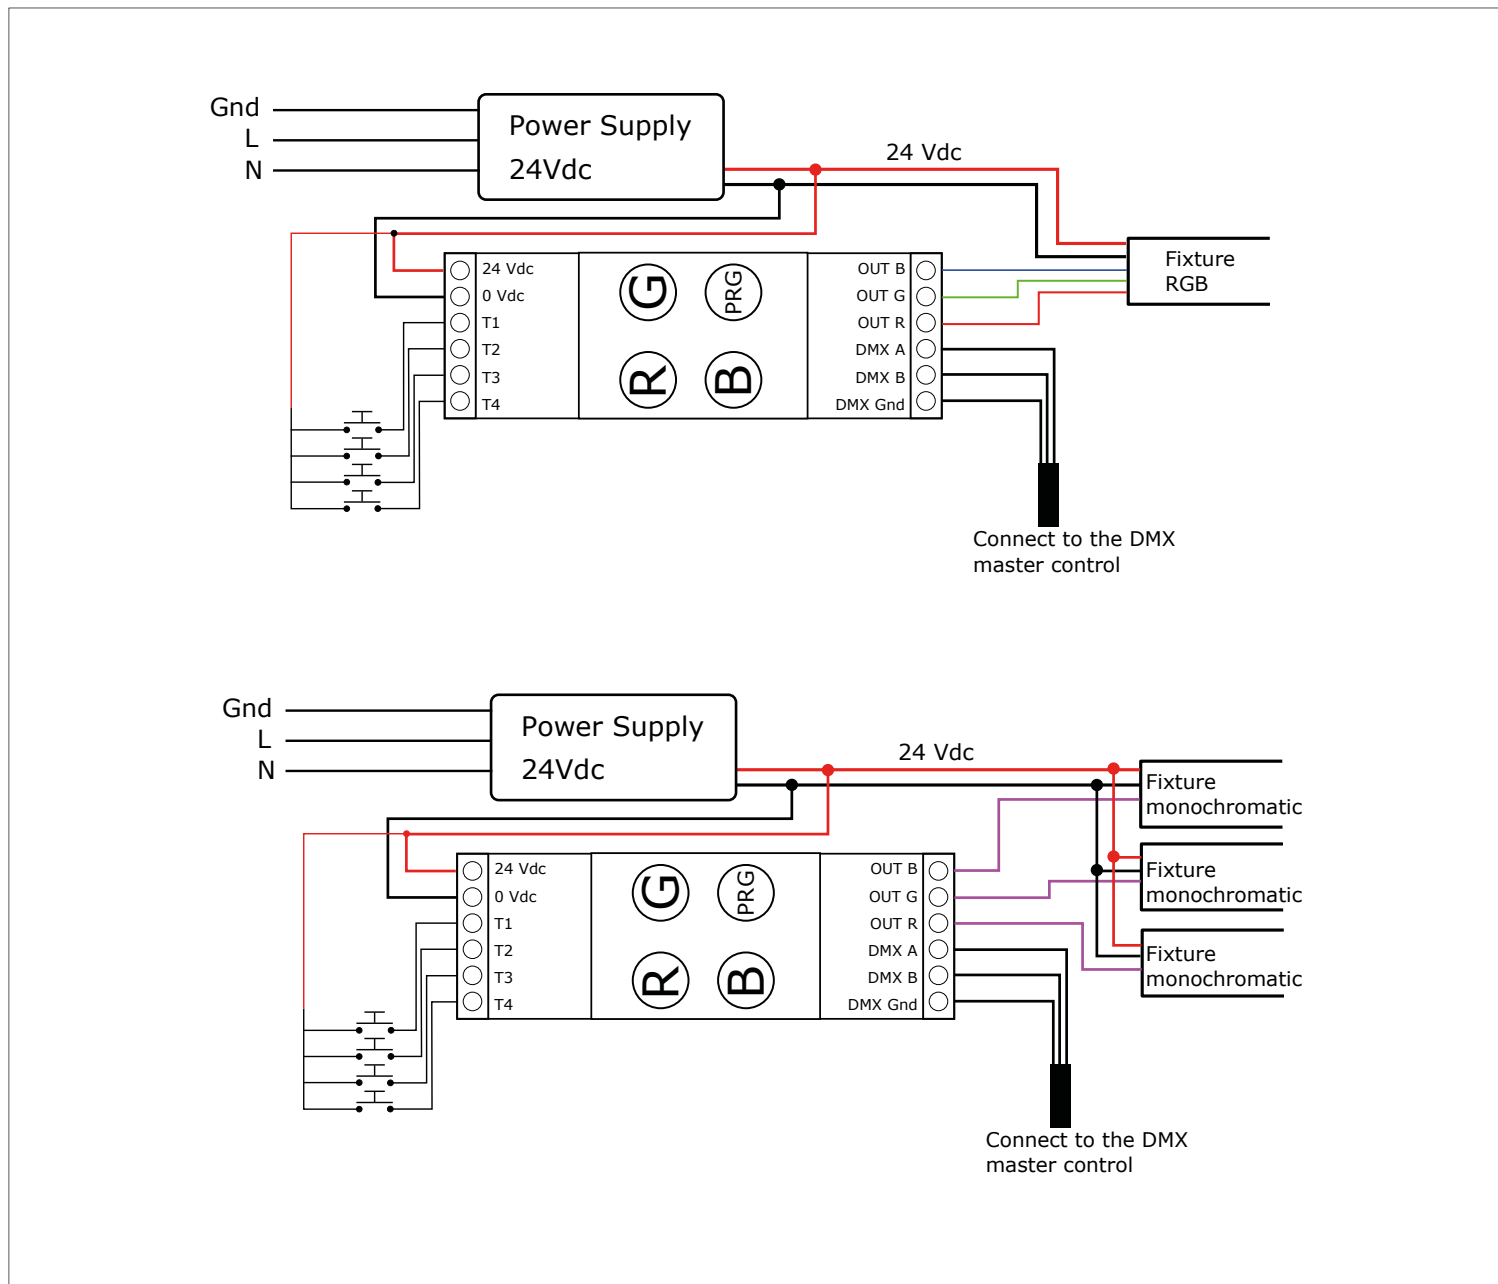 Gnd
L
N
Power Supply
24Vdc
24 Vdc
Fixture
RGB
24 Vdc
0 Vdc
T1
T2
T3
T4
G
PRG
R
B
OUT B
OUT G
OUT R
DMX A
DMX B
DMX Gnd
Connect to the DMX
master control
Gnd
L
N
Power Supply
24Vdc
24 Vdc
Fixture
monochromatic
Fixture
monochromatic
Fixture
monochromatic
24 Vdc
0 Vdc
T1
T2
T3
T4
G
PRG
R
B
OUT B
OUT G
OUT R
DMX A
DMX B
DMX Gnd
Connect to the DMX
master control